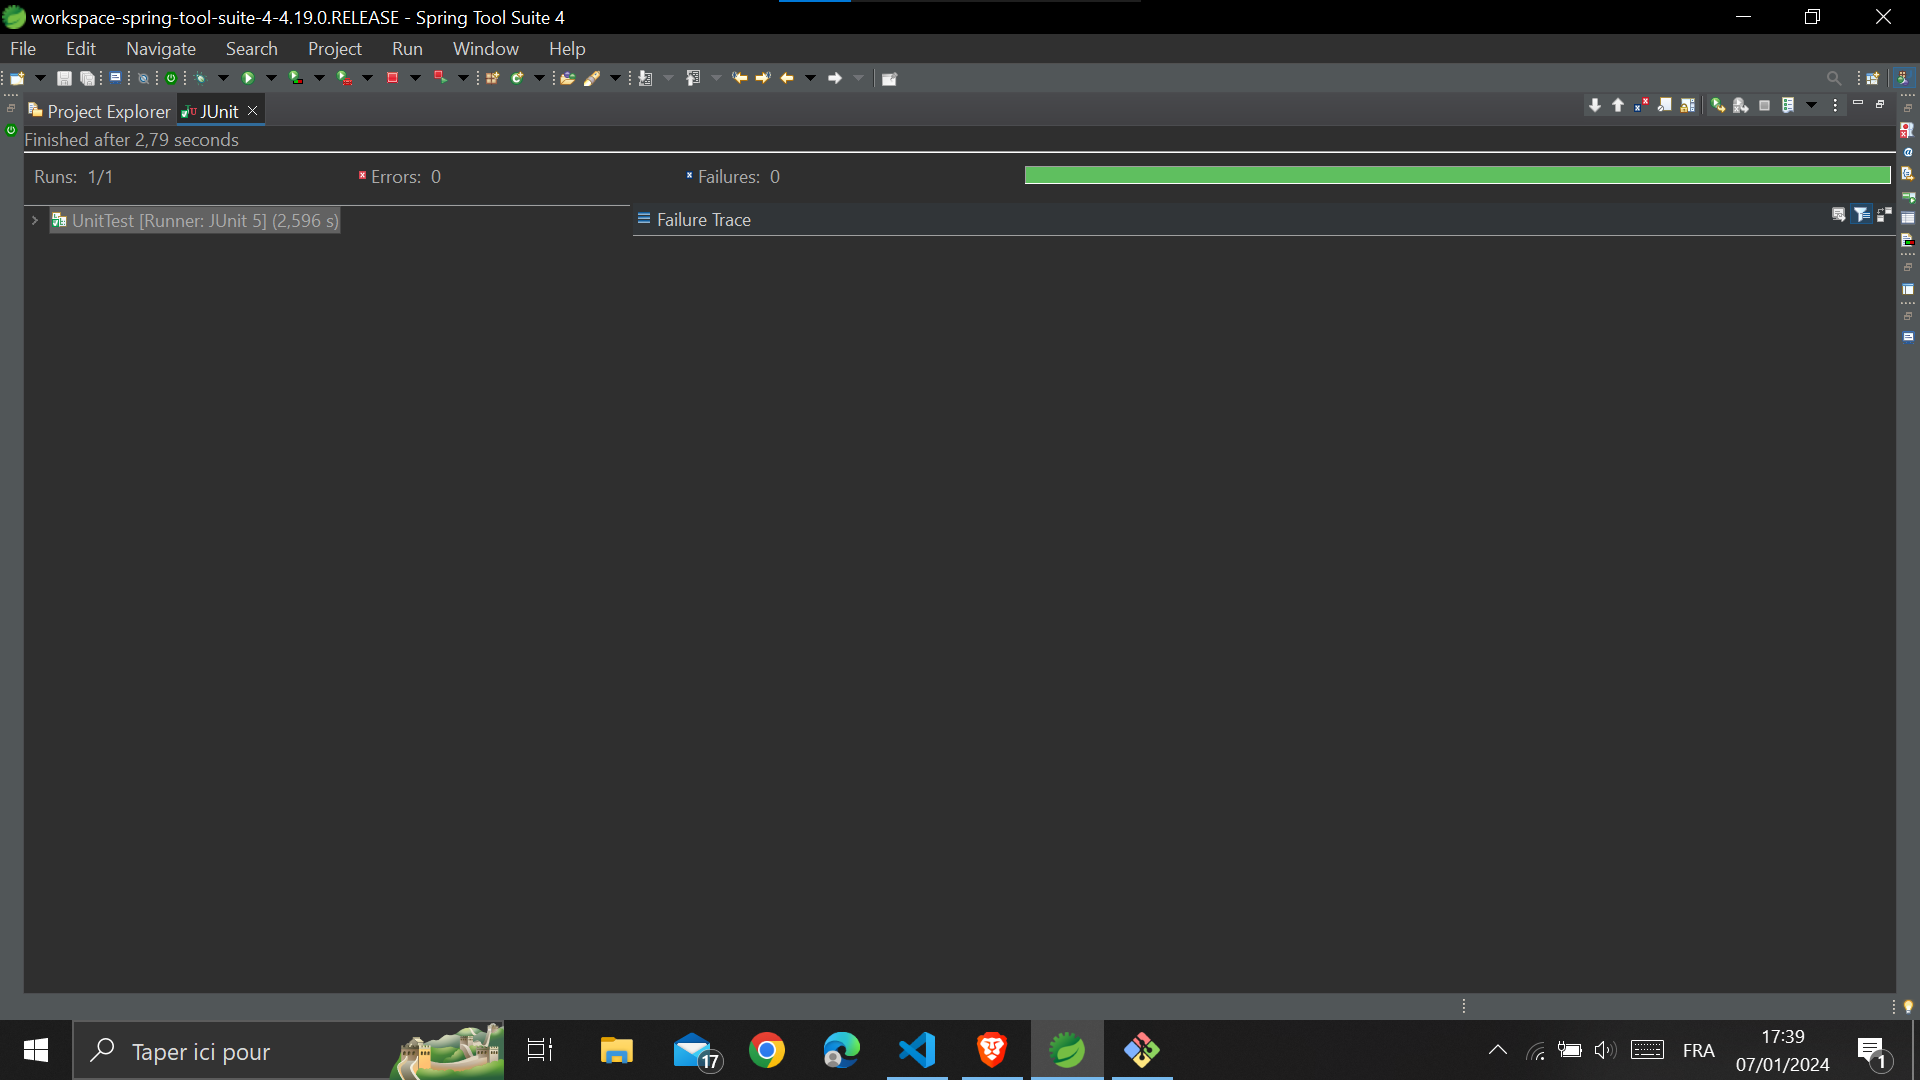 workspace-spring-tool-suite-4-4.19.0.RELEASE - Spring Tool Suite 4
File Edit Navigate Search Project Run Window Help
Project Explorer JUnit
Finished after 2,79 seconds
Runs: 1/1 Errors: 0 Failures: 0
UnitTest [Runner: JUnit 5] (2,596 s)
Failure Trace
Taper ici pour
17
FRA
17:39
07/01/2024
1